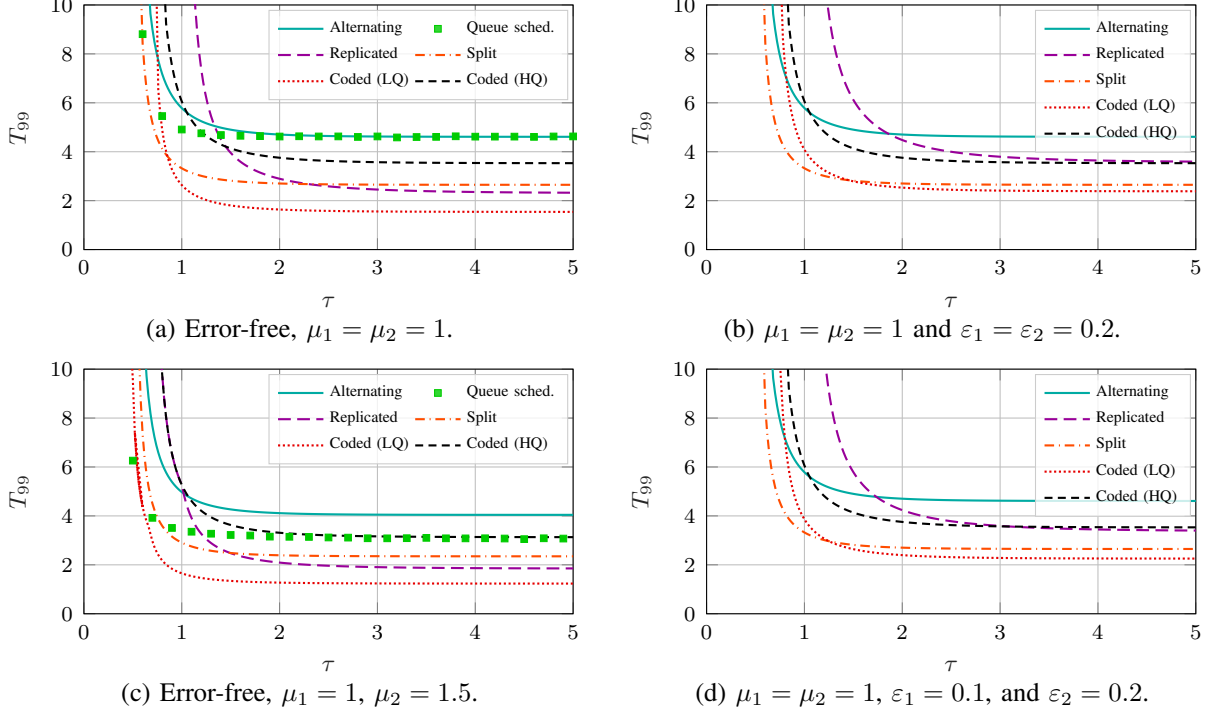 10
8
6
4
2
0
T₉₉
Alternating
Queue sched.
Replicated
Split
Coded (LQ)
Coded (HQ)
0 1 2 3 4 5
τ
(a) Error-free, μ₁ = μ₂ = 1.
10
8
6
4
2
0
T₉₉
Alternating
Replicated
Split
Coded (LQ)
Coded (HQ)
0 1 2 3 4 5
τ
(b) μ₁ = μ₂ = 1 and ε₁ = ε₂ = 0.2.
10
8
6
4
2
0
T₉₉
Alternating
Queue sched.
Replicated
Split
Coded (LQ)
Coded (HQ)
0 1 2 3 4 5
τ
(c) Error-free, μ₁ = 1, μ₂ = 1.5.
10
8
6
4
2
0
T₉₉
Alternating
Replicated
Split
Coded (LQ)
Coded (HQ)
0 1 2 3 4 5
τ
(d) μ₁ = μ₂ = 1, ε₁ = 0.1, and ε₂ = 0.2.